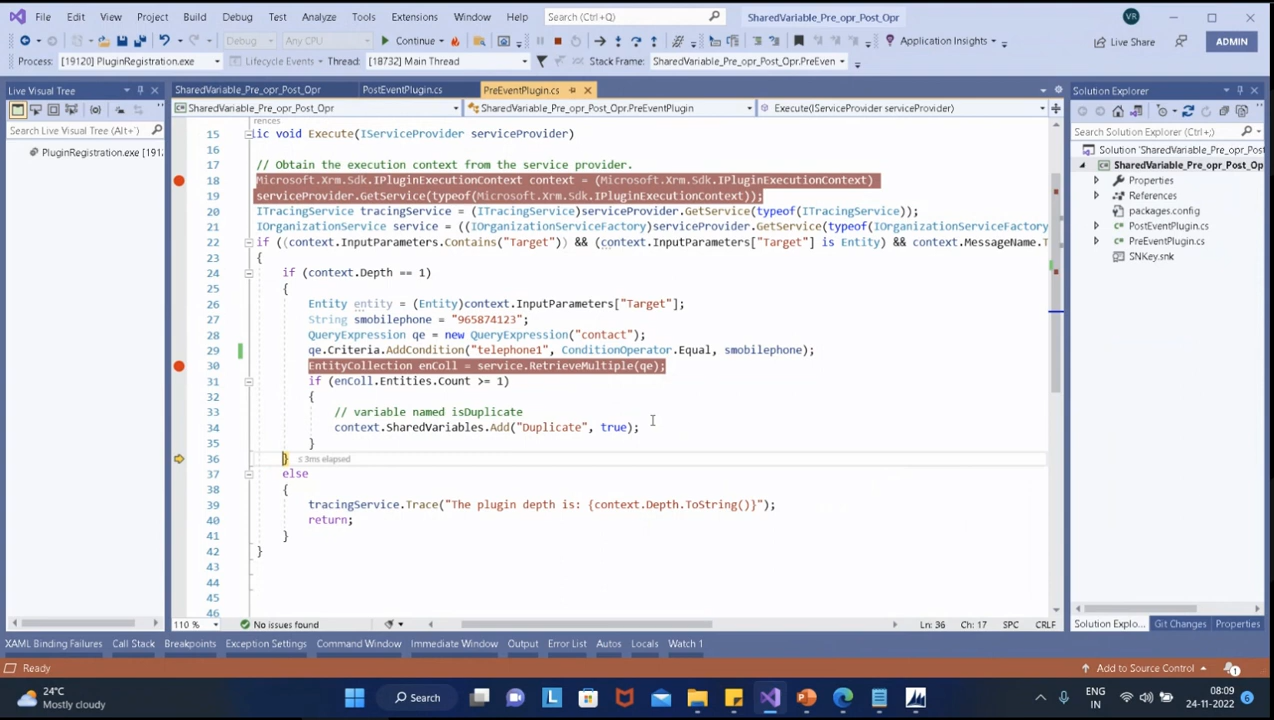 File Edit View Project Build Debug Test Analyze Tools Extensions Window Help Search (Ctrl+Q) SharedVariable_Pre_opr_Post_Opr VR
Debug Any CPU Continue Application Insights Live Share ADMIN
Process: [19120] PluginRegistration.exe Lifecycle Events Thread: [18732] Main Thread Stack Frame: SharedVariable_Pre_opr_Post_Opr.PreEven
Live Visual Tree SharedVariable_Pre_opr_Post_Opr PostEventPlugin.cs PreEventPlugin.cs Solution Explorer
SharedVariable_Pre_opr_Post_Opr SharedVariable_Pre_opr_Post_Opr.PreEventPlugin Execute(IServiceProvider serviceProvider)
Search Live Visual Tree (Alt+')
PluginRegistration.exe [191
Search Solution Explorer (Ctrl+;)
Solution 'SharedVariable_Pre_opr_Po
SharedVariable_Pre_opr_Post_Op
Properties
References
packages.config
PostEventPlugin.cs
PreEventPlugin.cs
SNKey.snk
rences
15 lic void Execute(IServiceProvider serviceProvider)
16
17 // Obtain the execution context from the service provider.
18 Microsoft.Xrm.Sdk.IPluginExecutionContext context = (Microsoft.Xrm.Sdk.IPluginExecutionContext)
19 serviceProvider.GetService(typeof(Microsoft.Xrm.Sdk.IPluginExecutionContext));
20 ITracingService tracingService = (ITracingService)serviceProvider.GetService(typeof(ITracingService));
21 IOrganizationService service = ((IOrganizationServiceFactory)serviceProvider.GetService(typeof(IOrganizationServiceFactory
22 if ((context.InputParameters.Contains("Target")) && (context.InputParameters["Target"] is Entity) && context.MessageName.T
23 {
24 if (context.Depth == 1)
25 {
26 Entity entity = (Entity)context.InputParameters["Target"];
27 String smobilephone = "965874123";
28 QueryExpression qe = new QueryExpression("contact");
29 qe.Criteria.AddCondition("telephone1", ConditionOperator.Equal, smobilephone);
30 EntityCollection enColl = service.RetrieveMultiple(qe);
31 if (enColl.Entities.Count >= 1)
32 {
33 // variable named isDuplicate
34 context.SharedVariables.Add("Duplicate", true);
35 }
36 } ≤ 3ms elapsed
37 else
38 {
39 tracingService.Trace("The plugin depth is: {context.Depth.ToString()}");
40 return;
41 }
42 }
43
44
45
46
110 % No issues found Ln: 36 Ch: 17 SPC CRLF
Solution Explo... Git Changes Properties
XAML Binding Failures Call Stack Breakpoints Exception Settings Command Window Immediate Window Output Error List Autos Locals Watch 1
Ready Add to Source Control 1
24°C
Mostly cloudy
Search
ENG
IN
08:09
24-11-2022
6